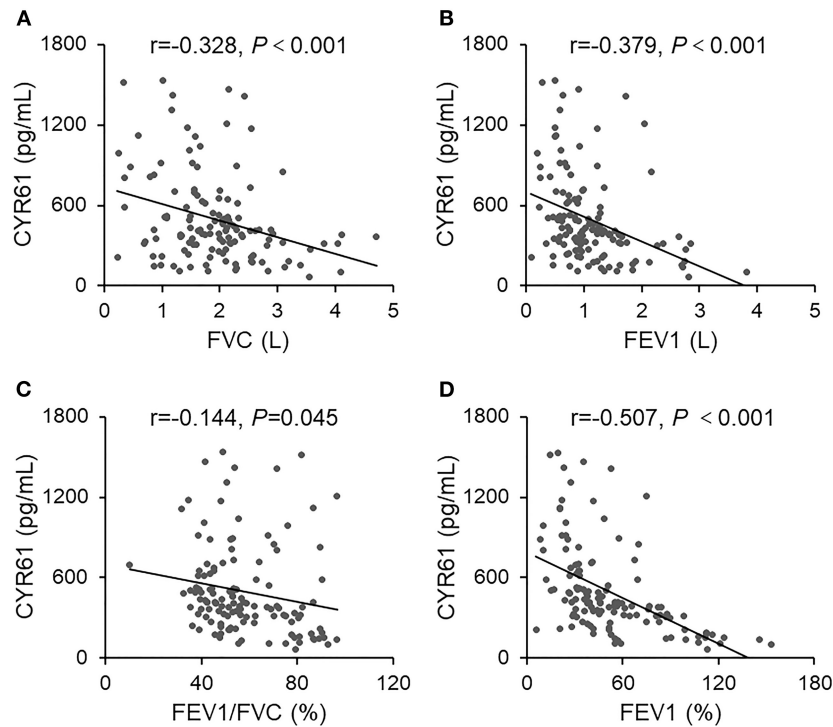 A
r=-0.328, P < 0.001
1800
1200
600
0
CYR61 (pg/mL)
0 1 2 3 4 5
FVC (L)
B
r=-0.379, P < 0.001
1800
1200
600
0
CYR61 (pg/mL)
0 1 2 3 4 5
FEV1 (L)
C
r=-0.144, P=0.045
1800
1200
600
0
CYR61 (pg/mL)
0 40 80 120
FEV1/FVC (%)
D
r=-0.507, P < 0.001
1800
1200
600
0
CYR61 (pg/mL)
0 60 120 180
FEV1 (%)